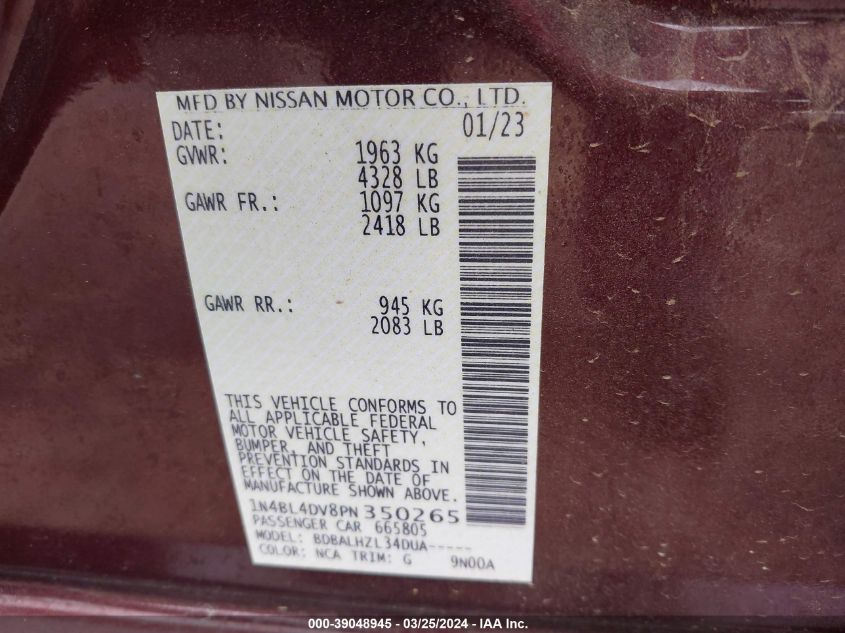 MFD BY NISSAN MOTOR CO., LTD.
DATE: 01/23
GVWR: 1963 KG
4328 LB
GAWR FR.: 1097 KG
2418 LB
GAWR RR.: 945 KG
2083 LB
THIS VEHICLE CONFORMS TO
ALL APPLICABLE FEDERAL
MOTOR VEHICLE SAFETY,
BUMPER, AND THEFT
PREVENTION STANDARDS IN
EFFECT ON THE DATE OF
MANUFACTURE SHOWN ABOVE.
1N4BL4DV8PN350265
PASSENGER CAR 665805
MODEL: BDBALHZL34DUA-----
COLOR: NCA TRIM: G 9N00A
000-39048945 - 03/25/2024 - IAA Inc.